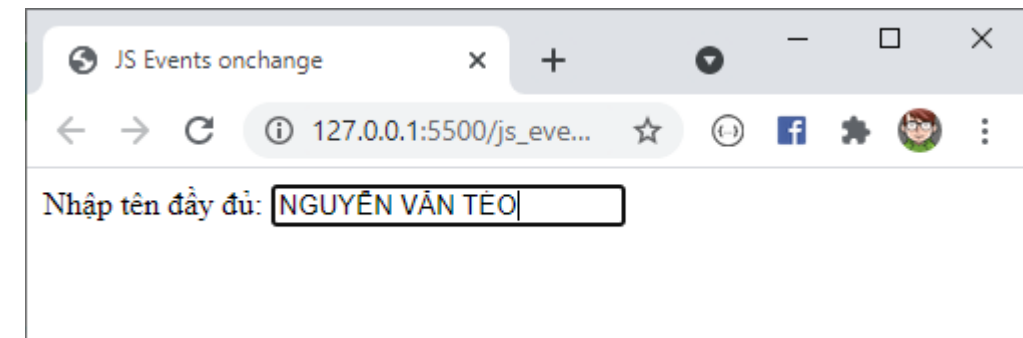 JS Events onchange
127.0.0.1:5500/js_eve...
Nhập tên đầy đủ: NGUYỄN VĂN TÈO